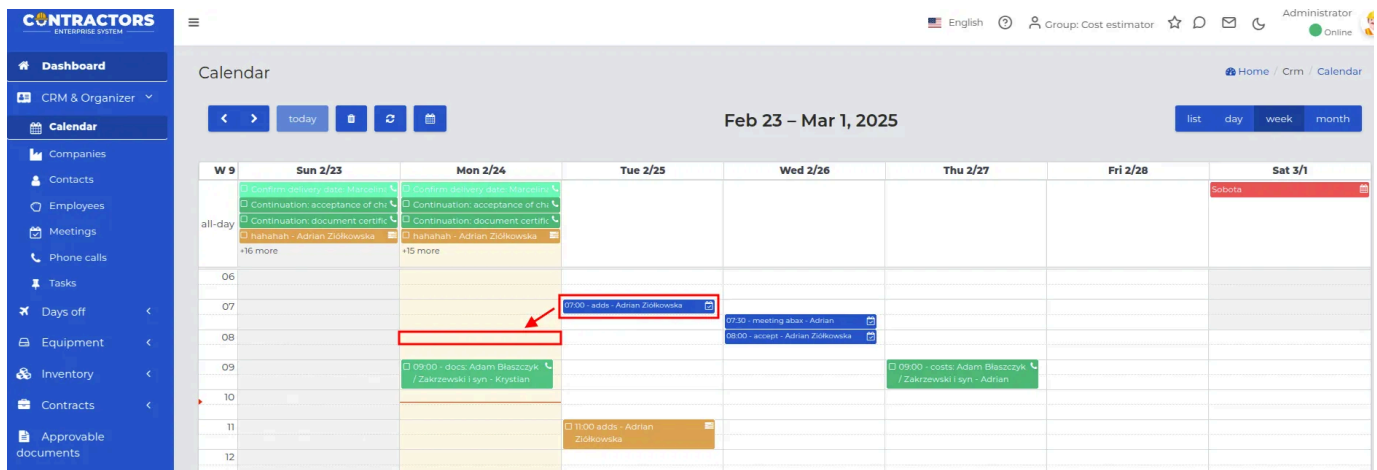 CONTRACTORS
ENTERPRISE SYSTEM
English
Group: Cost estimator
Administrator
Online
Dashboard
CRM & Organizer
Calendar
Companies
Contacts
Employees
Meetings
Phone calls
Tasks
Days off
Equipment
Inventory
Contracts
Approvable
documents
Calendar
Home / Crm / Calendar
today
Feb 23 – Mar 1, 2025
list day week month
W 9 Sun 2/23 Mon 2/24 Tue 2/25 Wed 2/26 Thu 2/27 Fri 2/28 Sat 3/1
all-day
Confirm delivery date: Marcelina Confirm delivery date: Marcelina Sobota
Continuation: acceptance of cha Continuation: acceptance of cha
Continuation: document certific Continuation: document certific
hahahah - Adrian Ziółkowska hahahah - Adrian Ziółkowska
+16 more +15 more
06
07 07:00 - adds - Adrian Ziółkowska
07:30 - meeting abax - Adrian
08 08:00 - accept - Adrian Ziółkowska
09 09:00 - docs: Adam Błaszczyk 09:00 - costs: Adam Błaszczyk
/ Zakrzewski i syn - Krystian / Zakrzewski i syn - Adrian
10
11 11:00 adds - Adrian
Ziółkowska
12